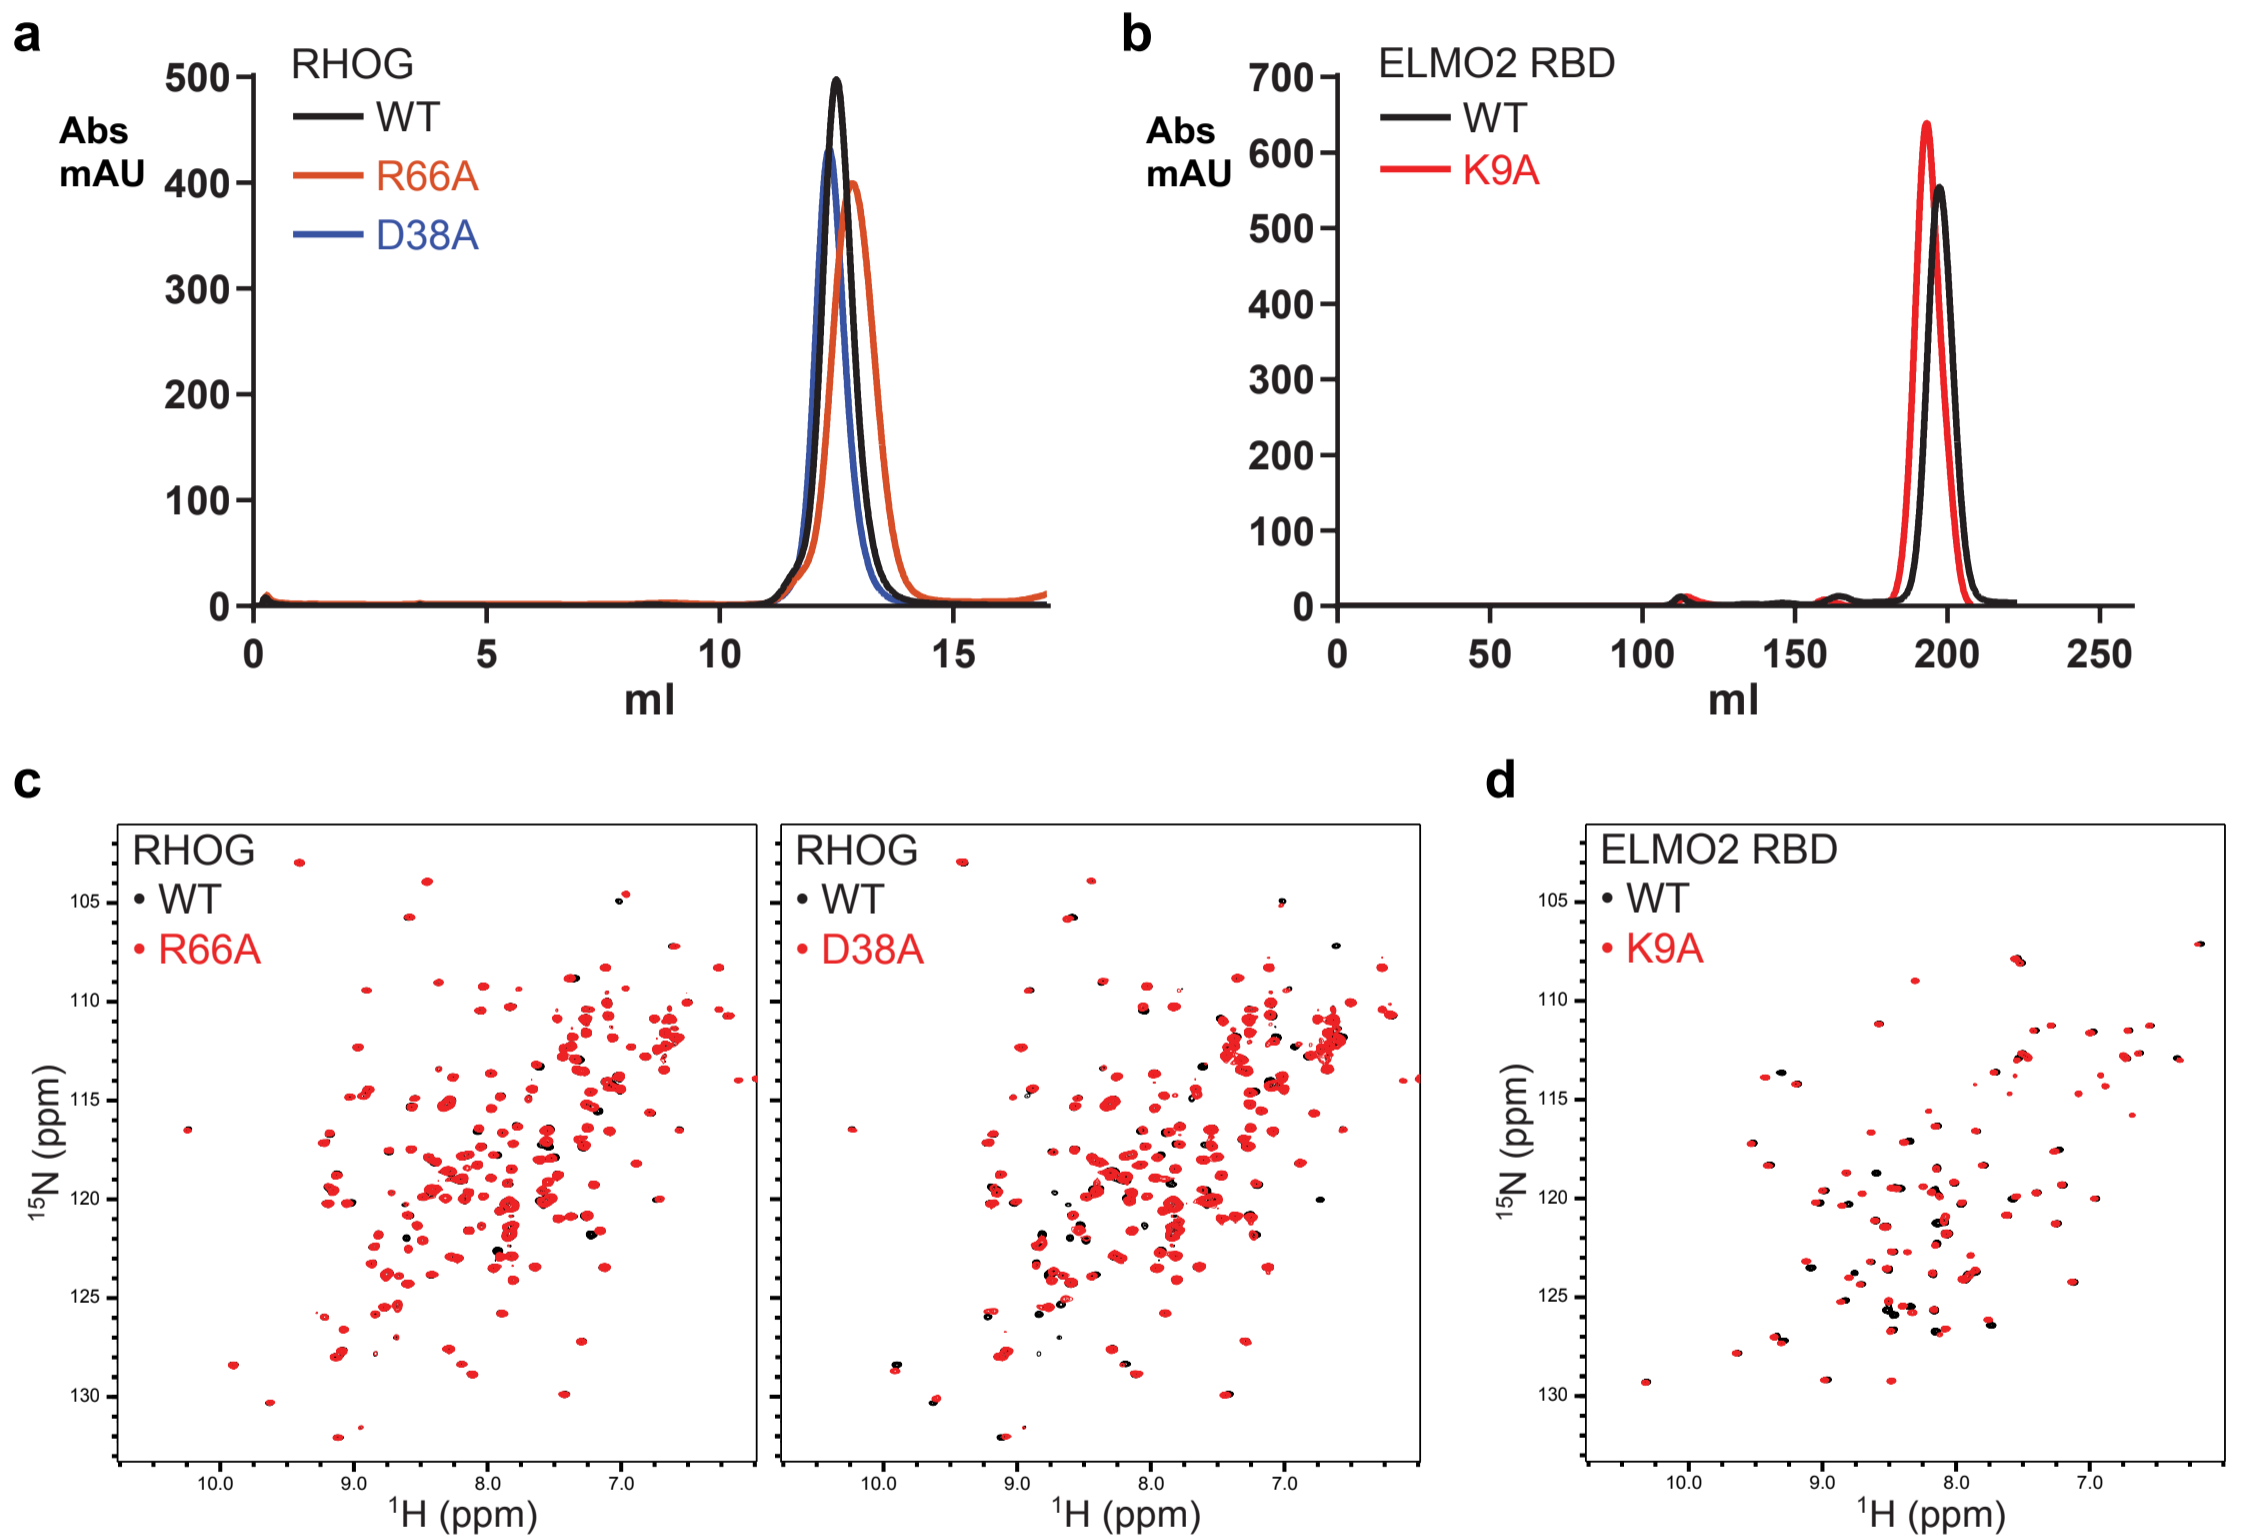 a
RHOG
WT
R66A
D38A
Abs
mAU
500
400
300
200
100
0
0 5 10 15
ml
b
ELMO2 RBD
WT
K9A
Abs
mAU
700
600
500
400
300
200
100
0
0 50 100 150 200 250
ml
c
RHOG
WT
R66A
15N (ppm)
105
110
115
120
125
130
10.0 9.0 8.0 7.0
1H (ppm)
RHOG
WT
D38A
10.0 9.0 8.0 7.0
1H (ppm)
d
ELMO2 RBD
WT
K9A
15N (ppm)
105
110
115
120
125
130
10.0 9.0 8.0 7.0
1H (ppm)